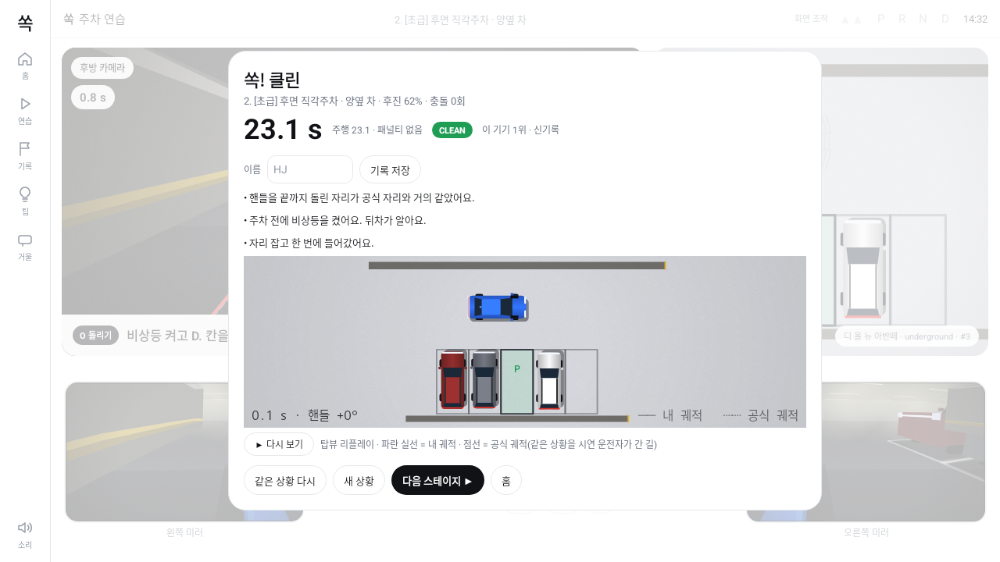 쏙
쏙 주차 연습
2. [초급] 후면 직각주차 · 양옆 차
화면 조작 ▲▲ P R N D 14:32
홈
연습
기록
팁
거울
소리
후방 카메라
0.8 s
쏙! 클린
2. [초급] 후면 직각주차 · 양옆 차 · 후진 62% · 충돌 0회
23.1 s 주행 23.1 · 패널티 없음 CLEAN 이 기기 1위 · 신기록
이름 HJ 기록 저장
• 핸들을 끝까지 돌린 자리가 공식 자리와 거의 같았어요.
• 주차 전에 비상등을 켰어요. 뒤차가 알아요.
• 자리 잡고 한 번에 들어갔어요.
P
0.1 s · 핸들 +0° 내 궤적 공식 궤적
► 다시 보기 탑뷰 리플레이 · 파란 실선 = 내 궤적 · 점선 = 공식 궤적(같은 상황을 시연 운전자가 간 길)
같은 상황 다시 새 상황 다음 스테이지 ► 홈
0 돌리기 비상등 켜고 D. 칸을
underground · #3
왼쪽 미러
오른쪽 미러